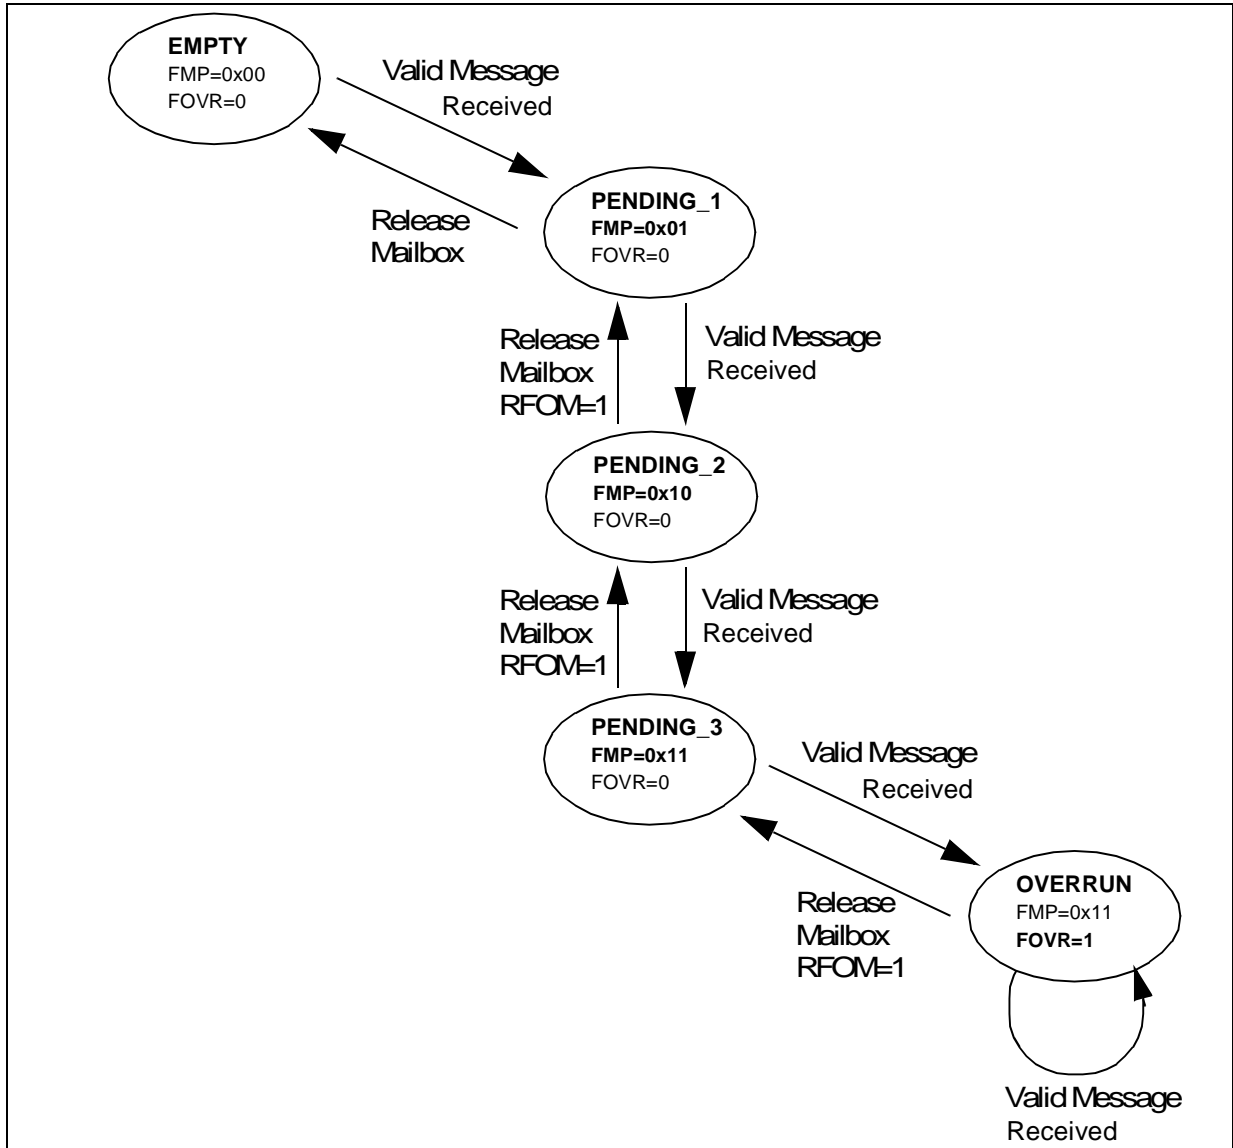 EMPTY
FMP=0x00
FOVR=0
Valid Message
Received
Release
Mailbox
PENDING_1
FMP=0x01
FOVR=0
Release
Mailbox
RFOM=1
Valid Message
Received
PENDING_2
FMP=0x10
FOVR=0
Release
Mailbox
RFOM=1
Valid Message
Received
PENDING_3
FMP=0x11
FOVR=0
Valid Message
Received
Release
Mailbox
RFOM=1
OVERRUN
FMP=0x11
FOVR=1
Valid Message
Received